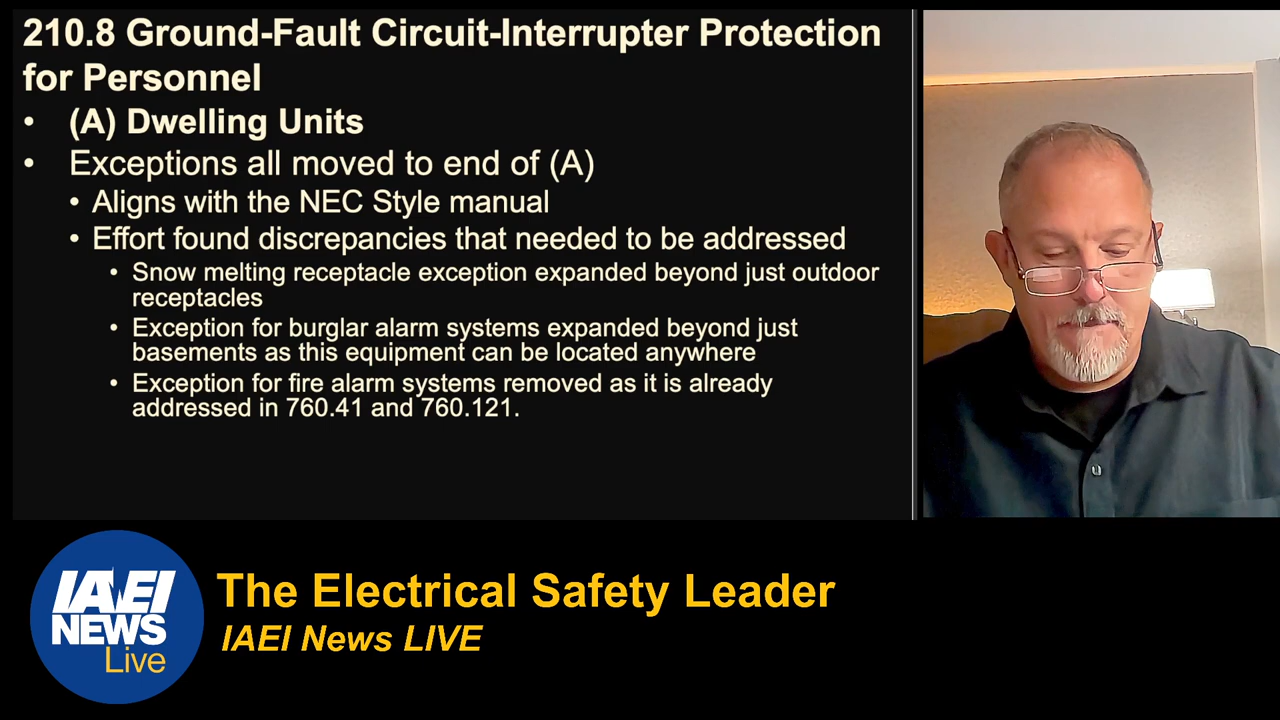 210.8 Ground-Fault Circuit-Interrupter Protection
for Personnel
• (A) Dwelling Units
• Exceptions all moved to end of (A)
• Aligns with the NEC Style manual
• Effort found discrepancies that needed to be addressed
• Snow melting receptacle exception expanded beyond just outdoor
receptacles
• Exception for burglar alarm systems expanded beyond just
basements as this equipment can be located anywhere
• Exception for fire alarm systems removed as it is already
addressed in 760.41 and 760.121.
IAEI
NEWS
Live
The Electrical Safety Leader
IAEI News LIVE